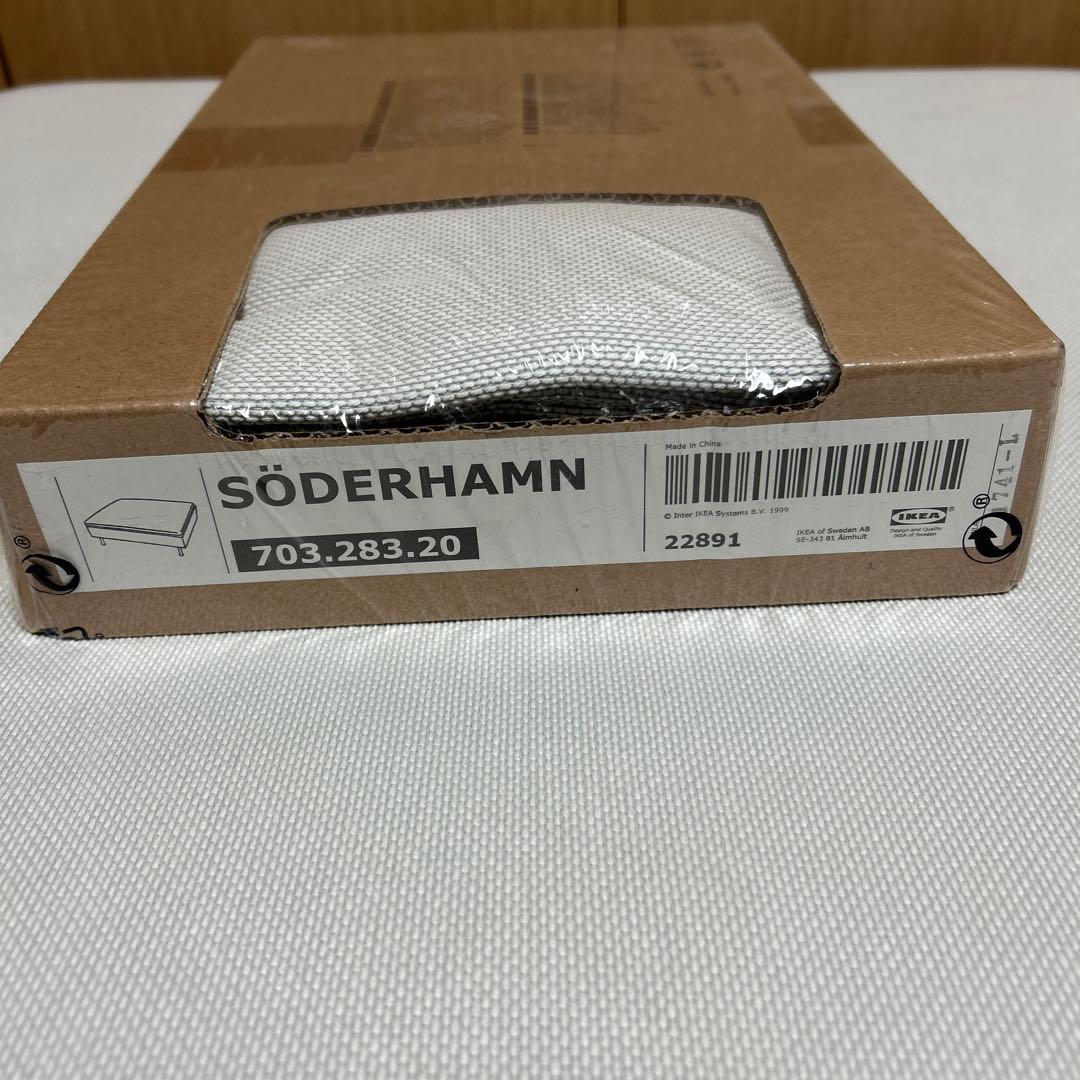 SÖDERHAMN
703.283.20
Made in China
© Inter IKEA Systems B.V. 1999
22891
IKEA of Sweden AB
SE-343 81 Älmhult
IKEA®
Design and Quality
IKEA of Sweden
741-L
®
®